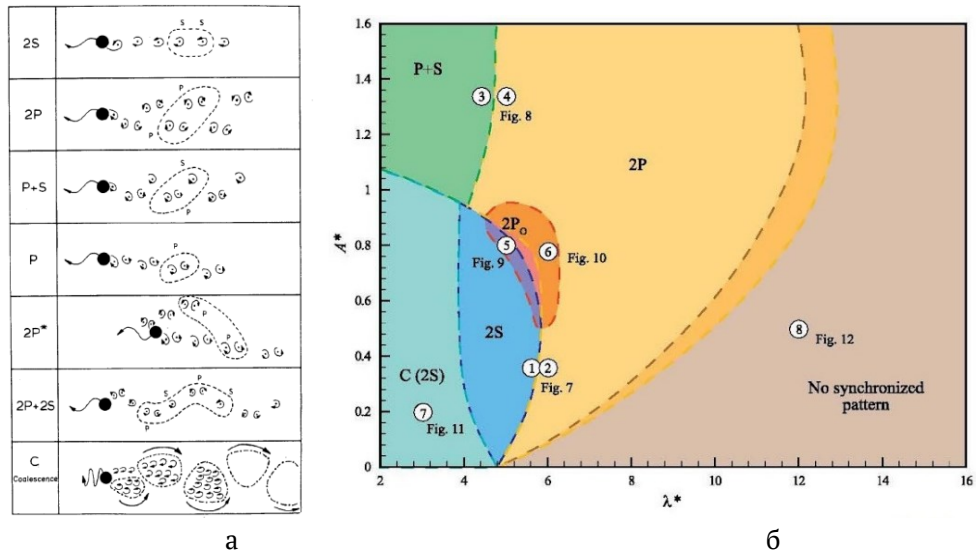 2S
S S
2P
P
P
P+S
S
P
P
P
2P*
P
P
2P+2S
S
S
P
C
Coalescence
а
1.6
1.4
1.2
1
0.8
0.6
0.4
0.2
0
A*
2
4
6
8
10
12
14
16
λ*
P+S
3
4
Fig. 8
2P
2Po
5
6
Fig. 9
Fig. 10
2S
8
Fig. 12
1
2
Fig. 7
C (2S)
7
Fig. 11
No synchronized
pattern
б